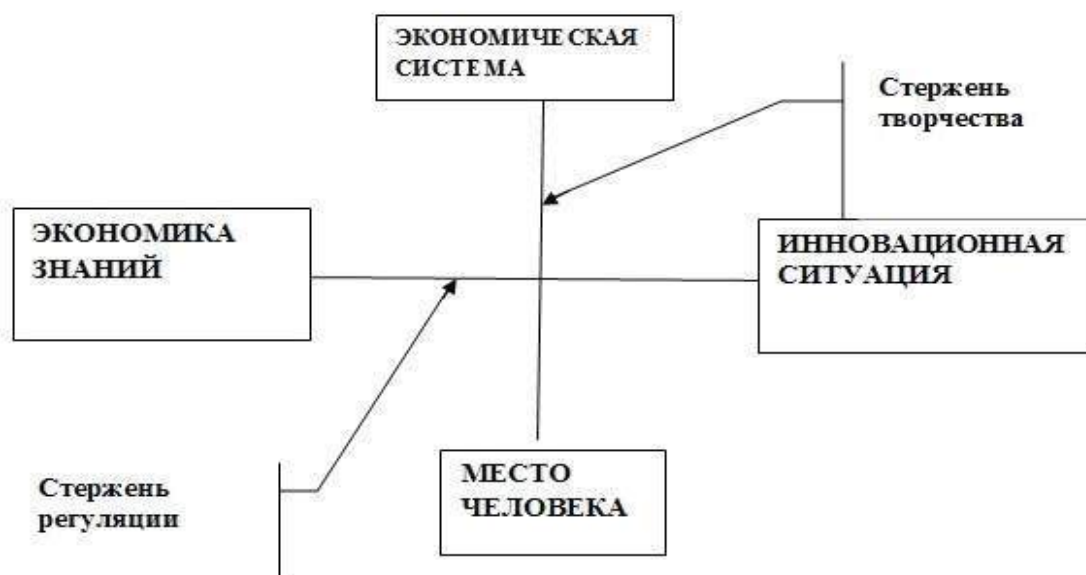 ЭКОНОМИЧЕСКАЯ
СИСТЕМА
Стержень
творчества
ЭКОНОМИКА
ЗНАНИЙ
ИННОВАЦИОННАЯ
СИТУАЦИЯ
Стержень
регуляции
МЕСТО
ЧЕЛОВЕКА